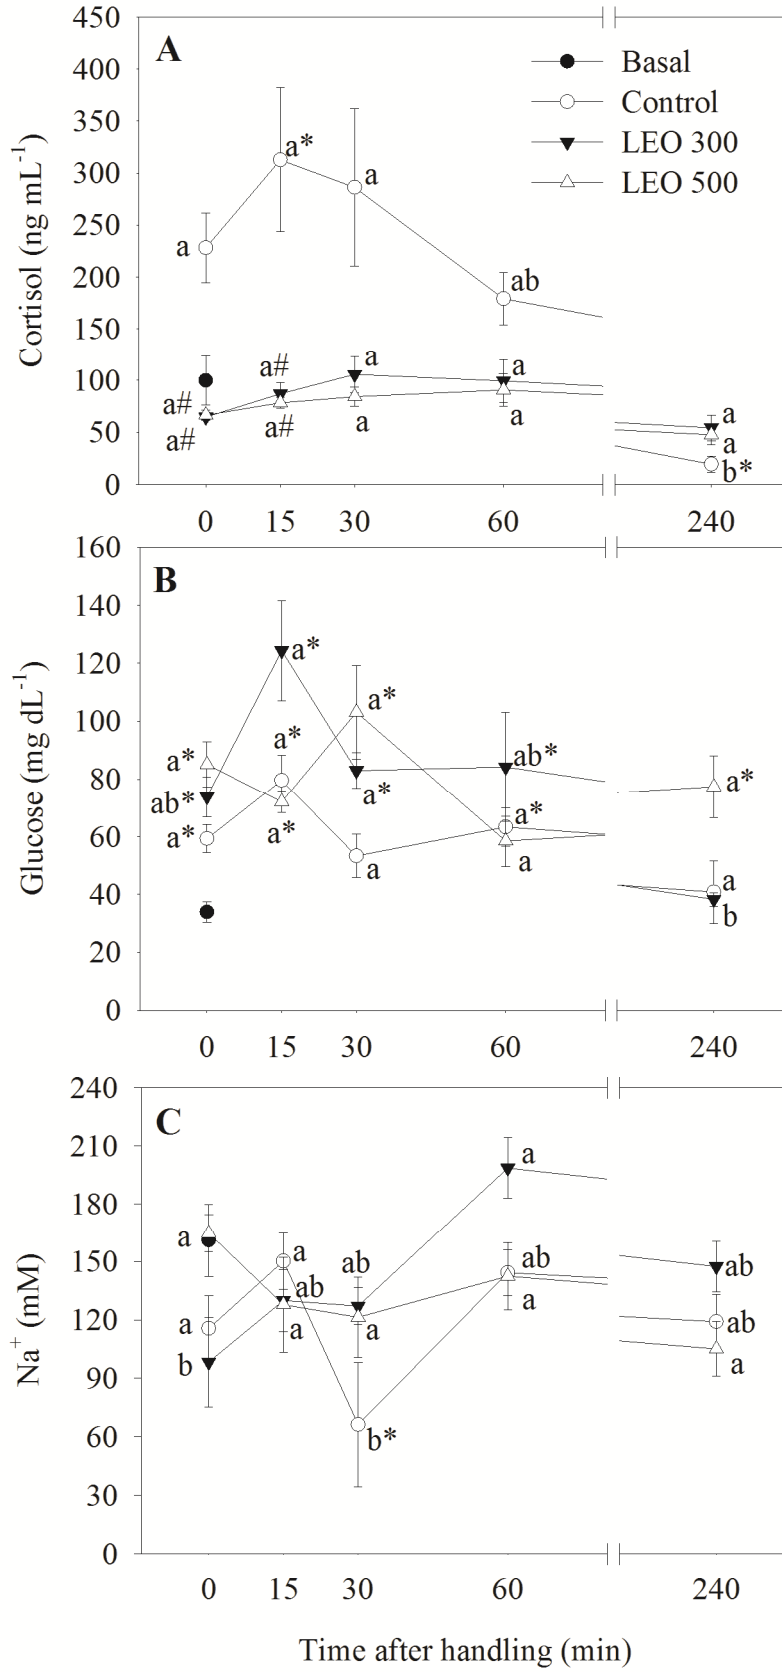 450
A
Basal
400
Control
350
a*
LEO 300
a
LEO 500
300
250
a
200
ab
150
a#
a
a
100
a#
a
50
a#
a#
a
a
a
b*
0
Cortisol (ng mL-1)
0 15 30 60 240
160
B
140
120
a*
100
a*
a*
80
a*
ab*
a*
ab*
a*
a*
60
a*
a*
a
a
40
a
b
20
0
Glucose (mg dL-1)
0 15 30 60 240
240
C
210
a
180
a
150
a
ab
ab
ab
120
a
ab
a
a
a
ab
90
b
a
60
b*
30
0
Na+ (mM)
0 15 30 60 240
Time after handling (min)